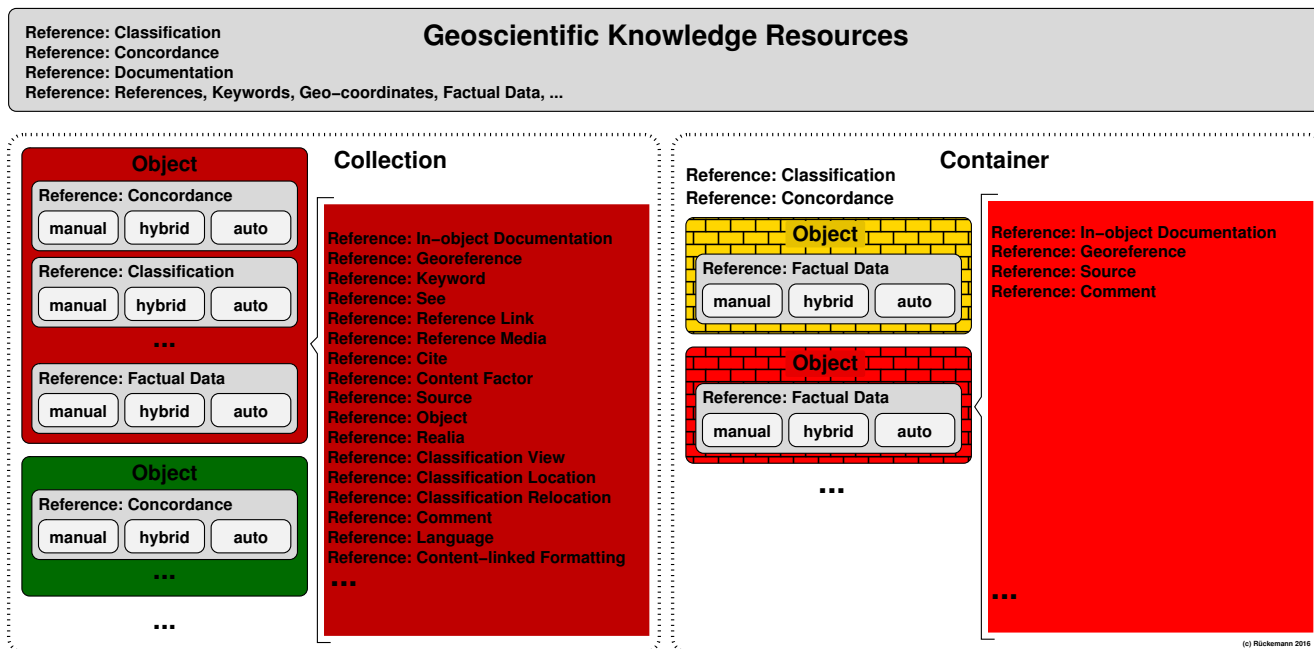 Geoscientific Knowledge Resources
Reference: Classification
Reference: Concordance
Reference: Documentation
Reference: References, Keywords, Geo−coordinates, Factual Data, ...
Collection
Object
Reference: Concordance
manual hybrid auto
Reference: Classification
manual hybrid auto
...
Reference: Factual Data
manual hybrid auto
Object
Reference: Concordance
manual hybrid auto
...
...
Reference: In−object Documentation
Reference: Georeference
Reference: Keyword
Reference: See
Reference: Reference Link
Reference: Reference Media
Reference: Cite
Reference: Content Factor
Reference: Source
Reference: Object
Reference: Realia
Reference: Classification View
Reference: Classification Location
Reference: Classification Relocation
Reference: Comment
Reference: Language
Reference: Content−linked Formatting
...
Container
Reference: Classification
Reference: Concordance
Object
Reference: Factual Data
manual hybrid auto
Object
Reference: Factual Data
manual hybrid auto
...
Reference: In−object Documentation
Reference: Georeference
Reference: Source
Reference: Comment
...
(c) Rückemann 2016